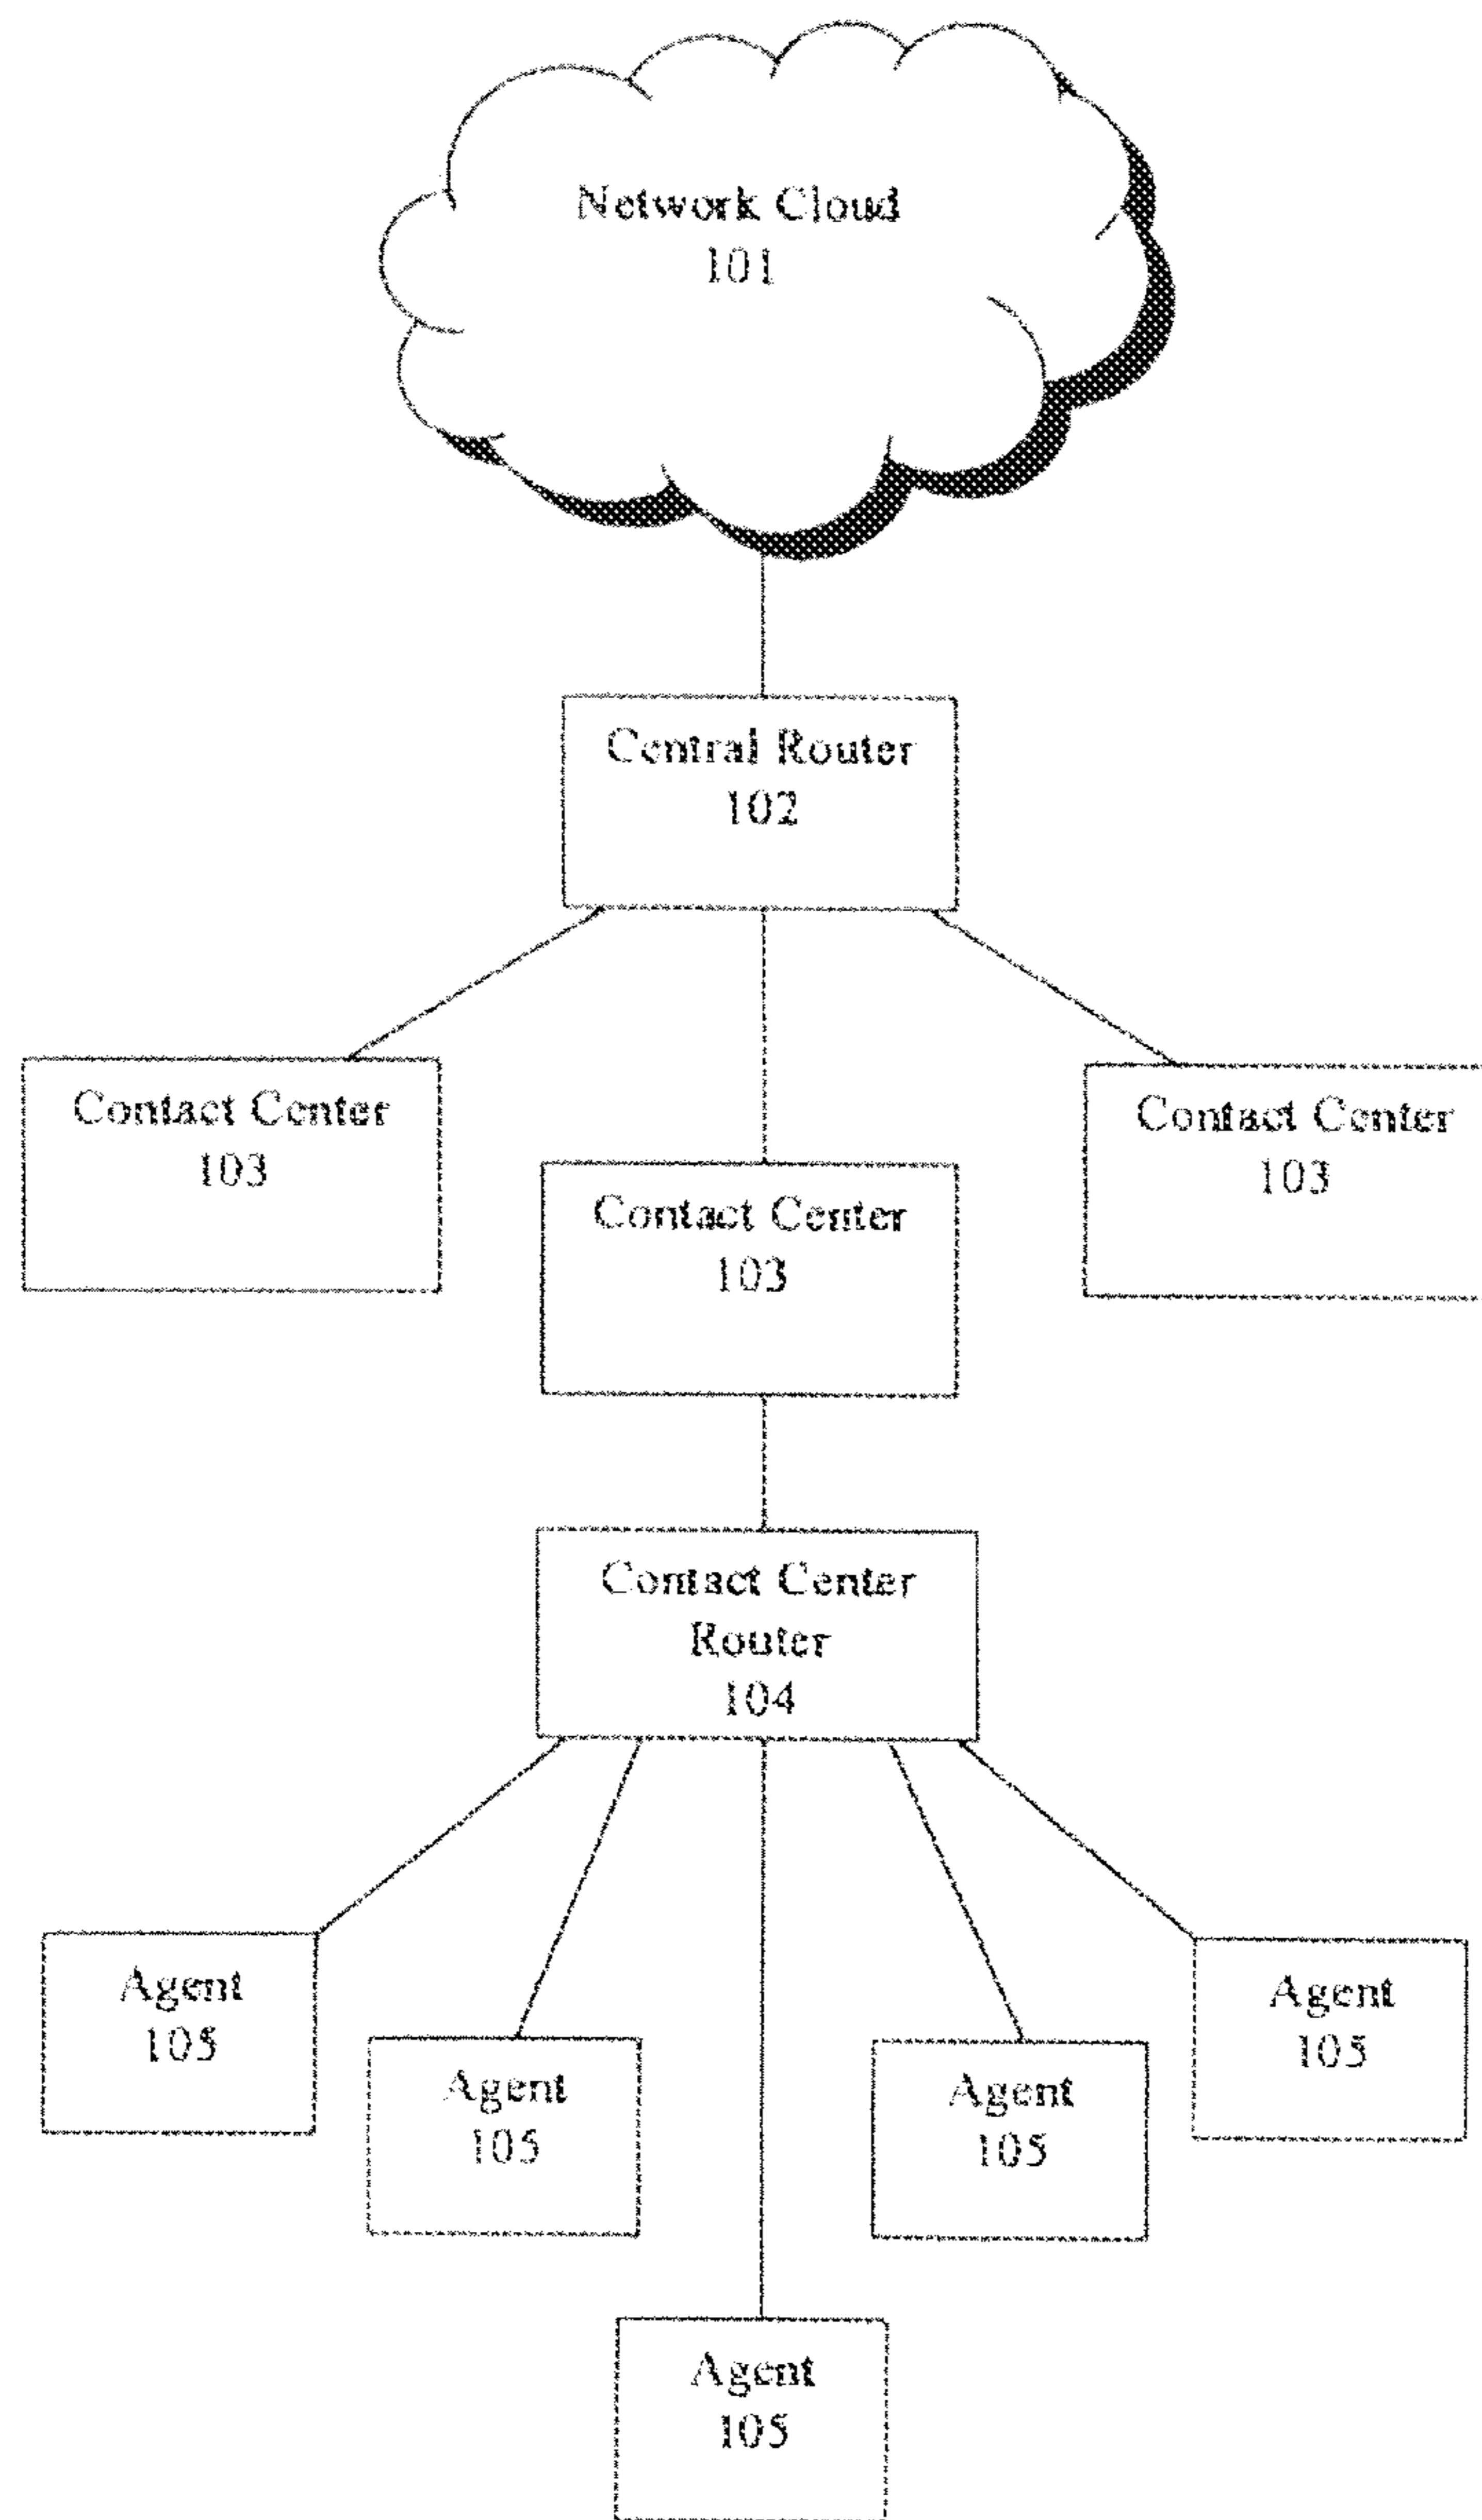 Network Cloud
101
Central Router
102
Contact Center
103
Contact Center
103
Contact Center
103
Contact Center
Router
104
Agent
105
Agent
105
Agent
105
Agent
105
Agent
105